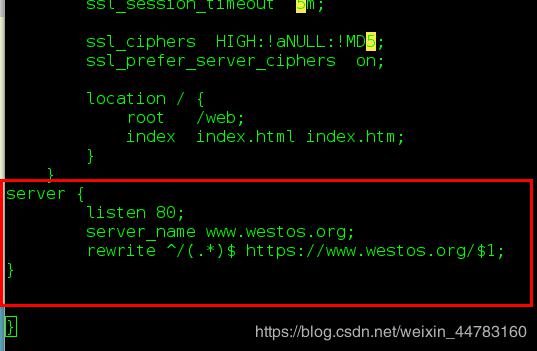 ssl_session_timeout  5m;
ssl_ciphers  HIGH:!aNULL:!MD5;
ssl_prefer_server_ciphers  on;
location / {
root   /web;
index  index.html index.htm;
}
}
server {
listen 80;
server_name www.westos.org;
rewrite ^/(.*)$ https://www.westos.org/$1;
}
}
https://blog.csdn.net/weixin_44783160